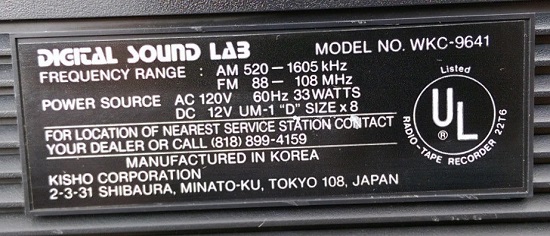 DIGITAL SOUND LAB
MODEL NO. WKC-9641
FREQUENCY RANGE : AM 520-1605 kHz
FM 88-108 MHz
POWER SOURCE AC 120V 60Hz 33WATTS
DC 12V UM-1 "D" SIZE x 8
FOR LOCATION OF NEAREST SERVICE STATION CONTACT
YOUR DEALER OR CALL (818) 899-4159
MANUFACTURED IN KOREA
KISHO CORPORATION
2-3-31 SHIBAURA, MINATO-KU, TOKYO 108, JAPAN
Listed
UL
®
RADIO-TAPE RECORDER 22T6